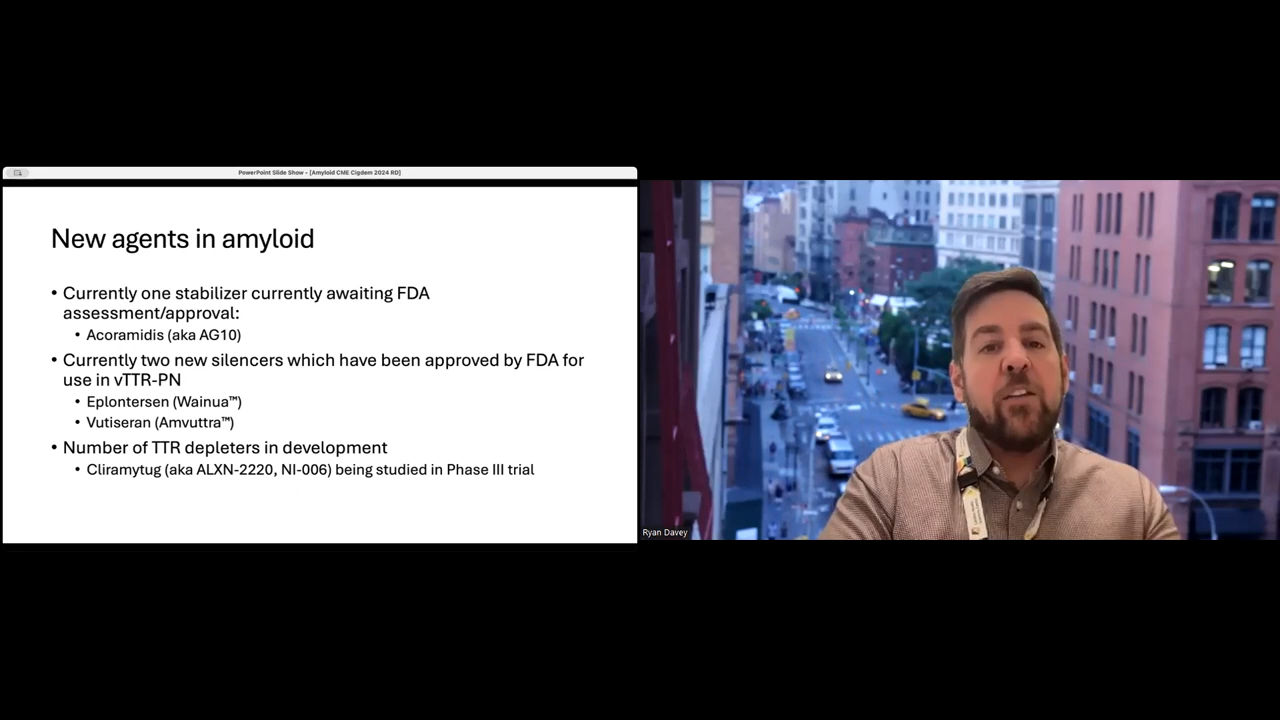 PowerPoint Slide Show - [Amyloid CME Cigdem 2024 RD]
New agents in amyloid
• Currently one stabilizer currently awaiting FDA
assessment/approval:
• Acoramidis (aka AG10)
• Currently two new silencers which have been approved by FDA for
use in vTTR-PN
• Eplontersen (Wainua™)
• Vutiseran (Amvuttra™)
• Number of TTR depleters in development
• Cliramytug (aka ALXN-2220, NI-006) being studied in Phase III trial
Ryan Davey